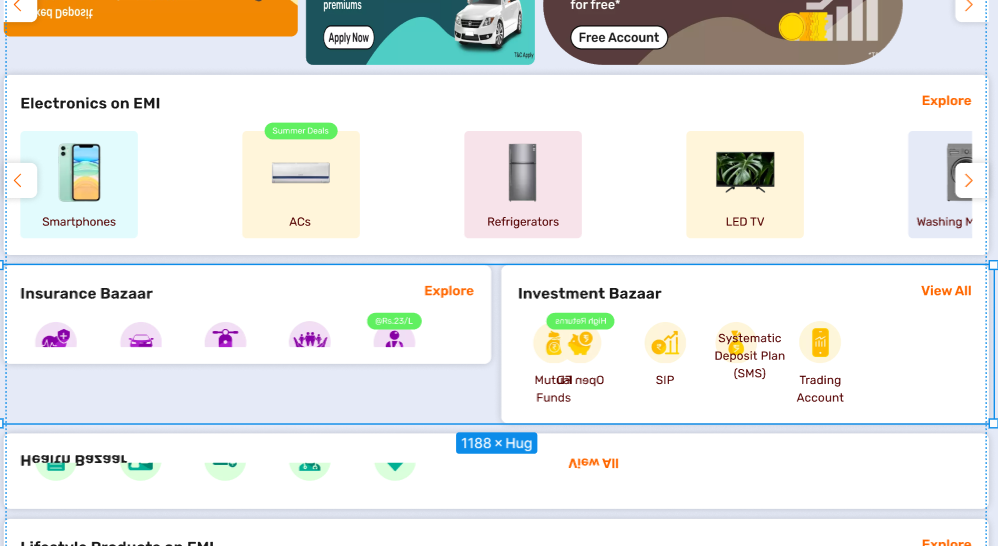 Fixed Deposit
premiums
for free*
Apply Now
Free Account
T&C Apply
Electronics on EMI
Explore
Summer Deals
Smartphones
ACs
Refrigerators
LED TV
Washing M
Insurance Bazaar
Explore
@Rs.23/L
Investment Bazaar
View All
High Returns
Mutual Funds
Open FD
SIP
Systematic
Deposit Plan
(SMS)
Trading
Account
1188 × Hug
Health Bazaar
View All
Lifestyle Products on EMI
Explore